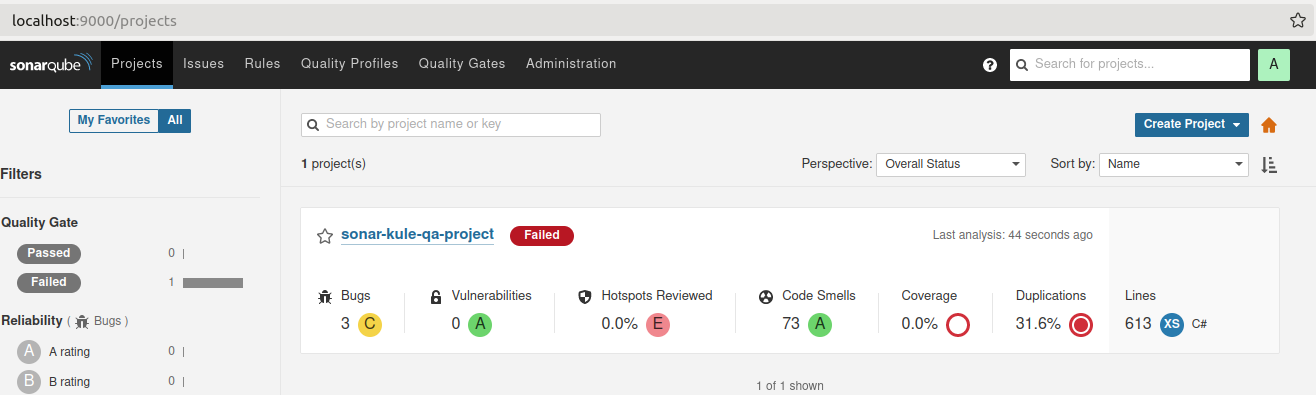 localhost:9000/projects
sonarqube Projects Issues Rules Quality Profiles Quality Gates Administration ? Search for projects... A
My Favorites All
Search by project name or key Create Project
1 project(s) Perspective: Overall Status Sort by: Name
Filters
Quality Gate
Passed 0
Failed 1
Reliability ( Bugs )
A A rating 0
B B rating 0
sonar-kule-qa-project Failed Last analysis: 44 seconds ago
Bugs Vulnerabilities Hotspots Reviewed Code Smells Coverage Duplications Lines
3 C 0 A 0.0% E 73 A 0.0% 31.6% 613 XS C#
1 of 1 shown